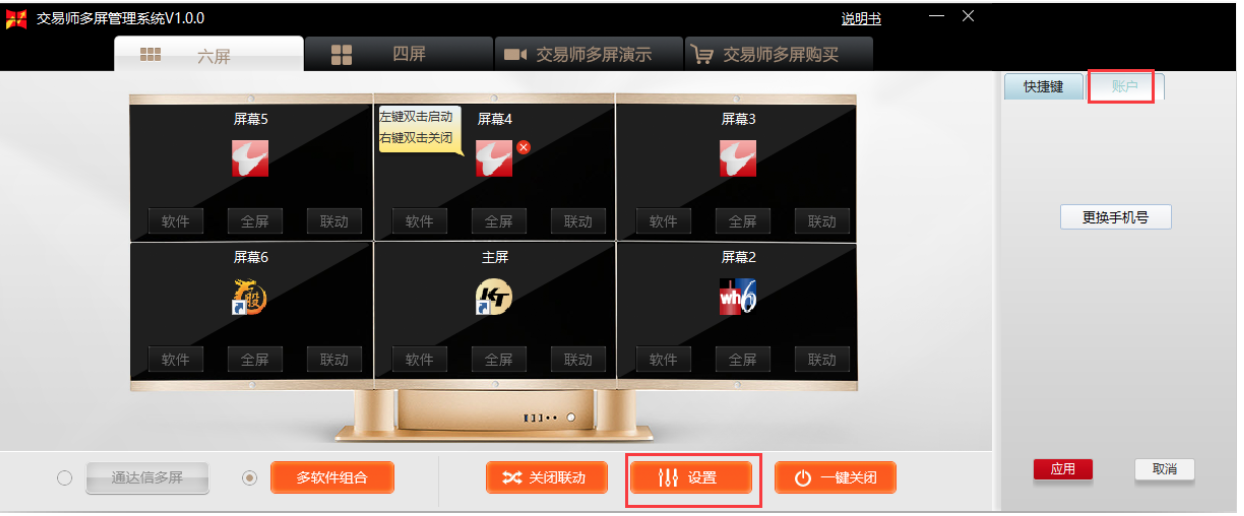 交易师多屏管理系统V1.0.0
说明书
六屏
四屏
交易师多屏演示
交易师多屏购买
快捷键
账户
屏幕5
左键双击启动
右键双击关闭
屏幕4
屏幕3
软件
全屏
联动
软件
全屏
联动
软件
全屏
联动
更换手机号
屏幕6
主屏
屏幕2
股
KT
wh6
软件
全屏
联动
软件
全屏
联动
软件
全屏
联动
通达信多屏
多软件组合
关闭联动
设置
一键关闭
应用
取消